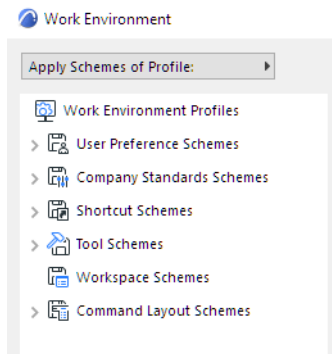 Work Environment
Apply Schemes of Profile:
Work Environment Profiles
User Preference Schemes
Company Standards Schemes
Shortcut Schemes
Tool Schemes
Workspace Schemes
Command Layout Schemes